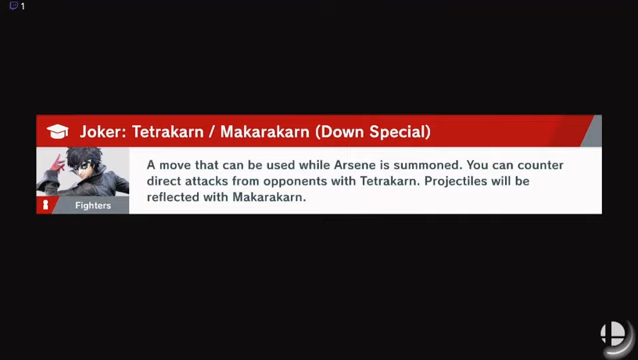 1
Joker: Tetrakarn / Makarakarn (Down Special)
A move that can be used while Arsene is summoned. You can counter
direct attacks from opponents with Tetrakarn. Projectiles will be
reflected with Makarakarn.
Fighters